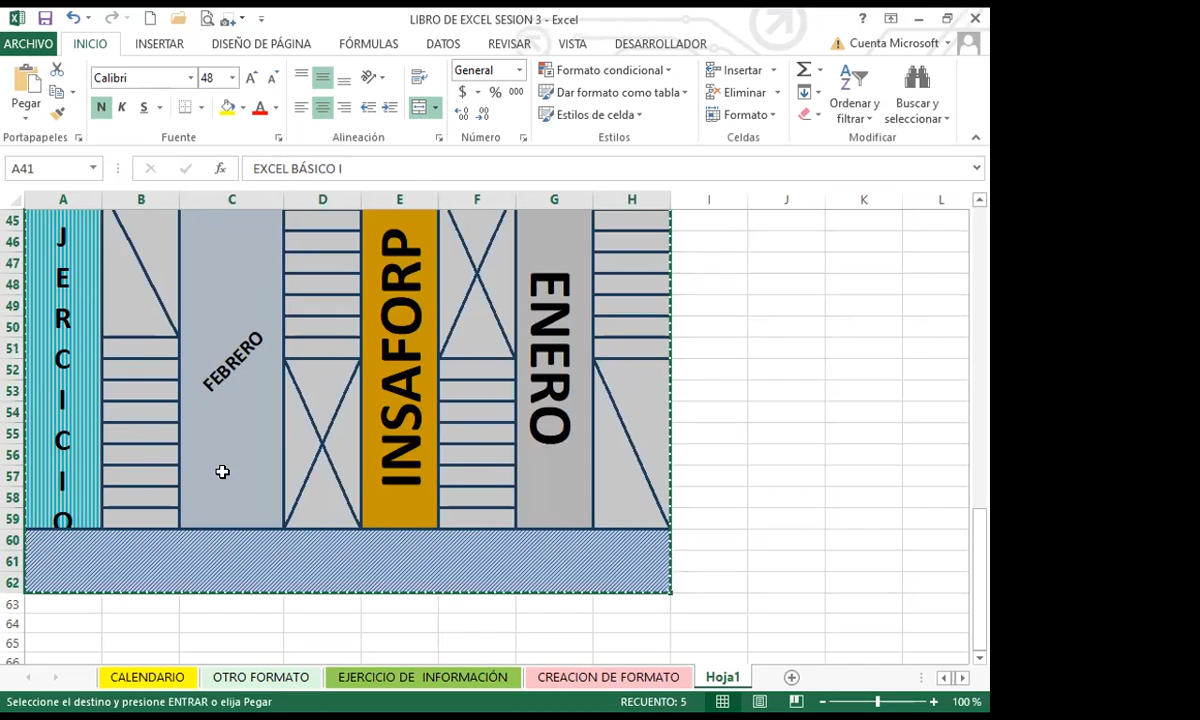 LIBRO DE EXCEL SESION 3 - Excel
ARCHIVO INICIO INSERTAR DISEÑO DE PÁGINA FÓRMULAS DATOS REVISAR VISTA DESARROLLADOR Cuenta Microsoft
Pegar
Calibri 48
N K S
General
$ % 000
Formato condicional
Dar formato como tabla
Estilos de celda
Insertar
Eliminar
Formato
Ordenar y filtrar
Buscar y seleccionar
Portapapeles Fuente Alineación Número Estilos Celdas Modificar
A41 fx EXCEL BÁSICO I
A B C D E F G H I J K L
45
46
47
48
49
50
51
52
53
54
55
56
57
58
59
60
61
62
63
64
65
66
J
E
R
C
I
C
I
O
FEBRERO
INSAFORP
ENERO
CALENDARIO OTRO FORMATO EJERCICIO DE INFORMACIÓN CREACION DE FORMATO Hoja1
Seleccione el destino y presione ENTRAR o elija Pegar RECUENTO: 5 100 %